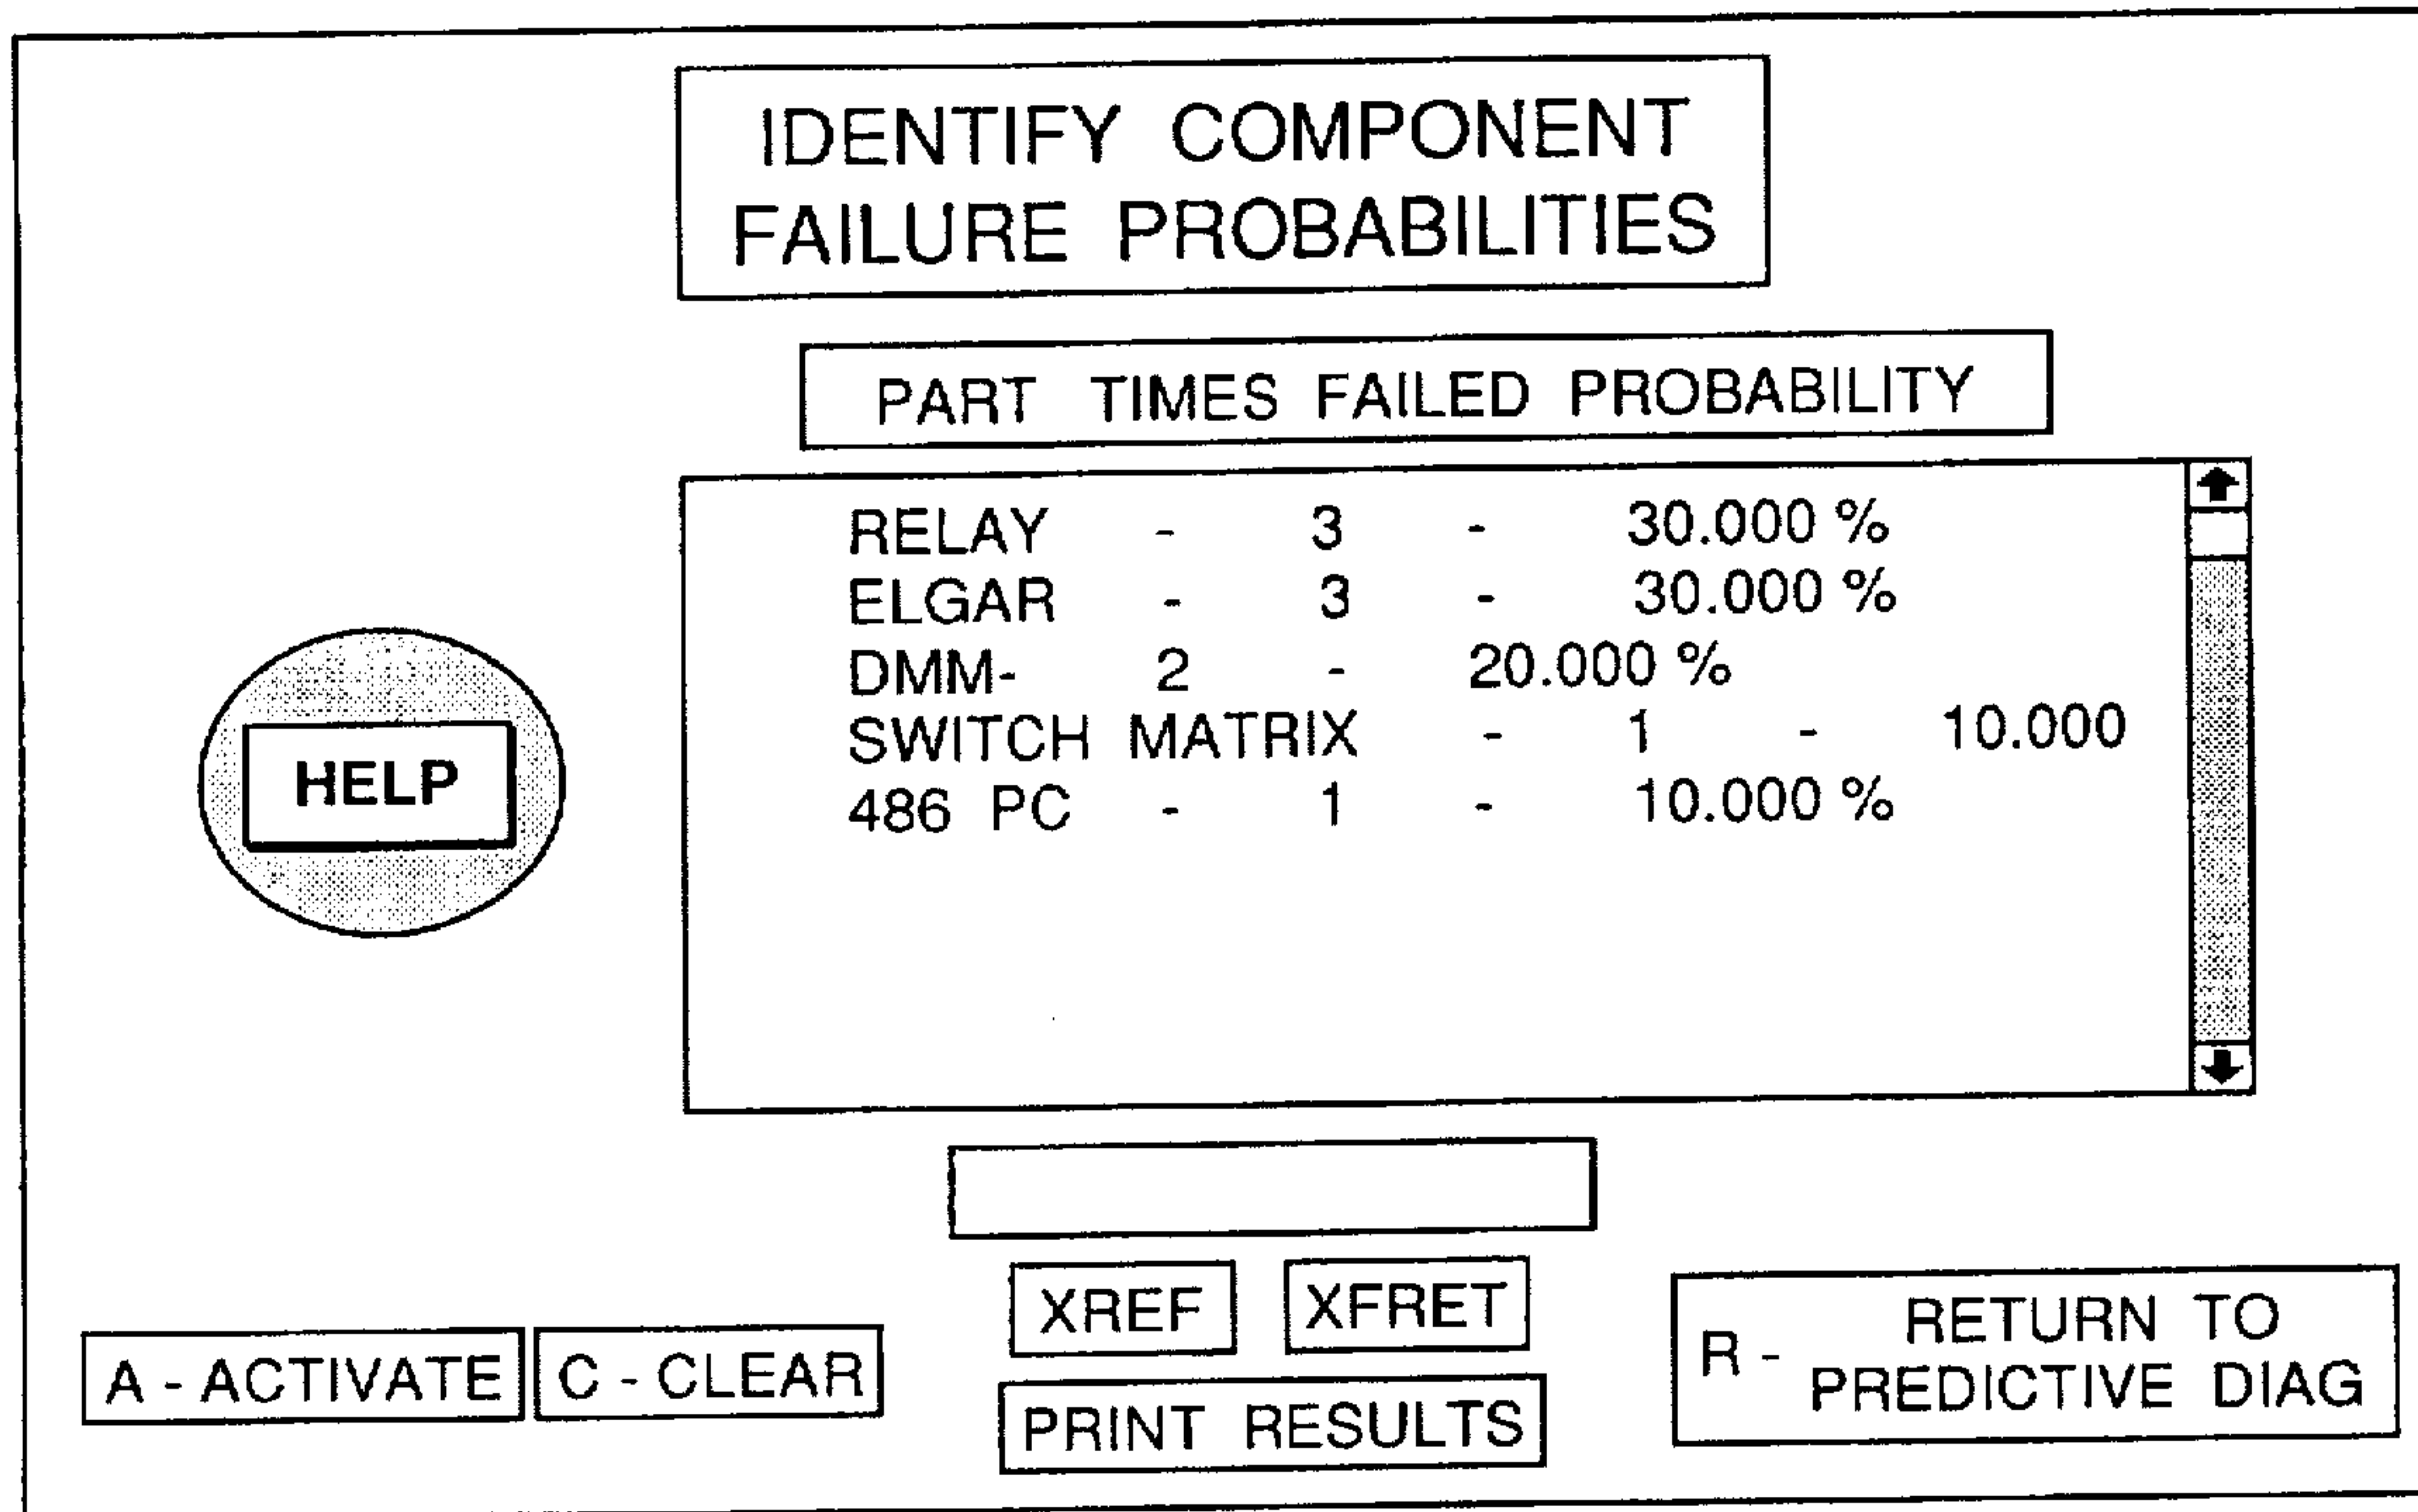 IDENTIFY COMPONENT
FAILURE PROBABILITIES
PART TIMES FAILED PROBABILITY
RELAY - 3 - 30.000 %
ELGAR - 3 - 30.000 %
DMM- 2 - 20.000 %
SWITCH MATRIX - 1 - 10.000
486 PC - 1 - 10.000 %
HELP
XREF XFRET
A - ACTIVATE C - CLEAR
PRINT RESULTS
R - RETURN TO
PREDICTIVE DIAG